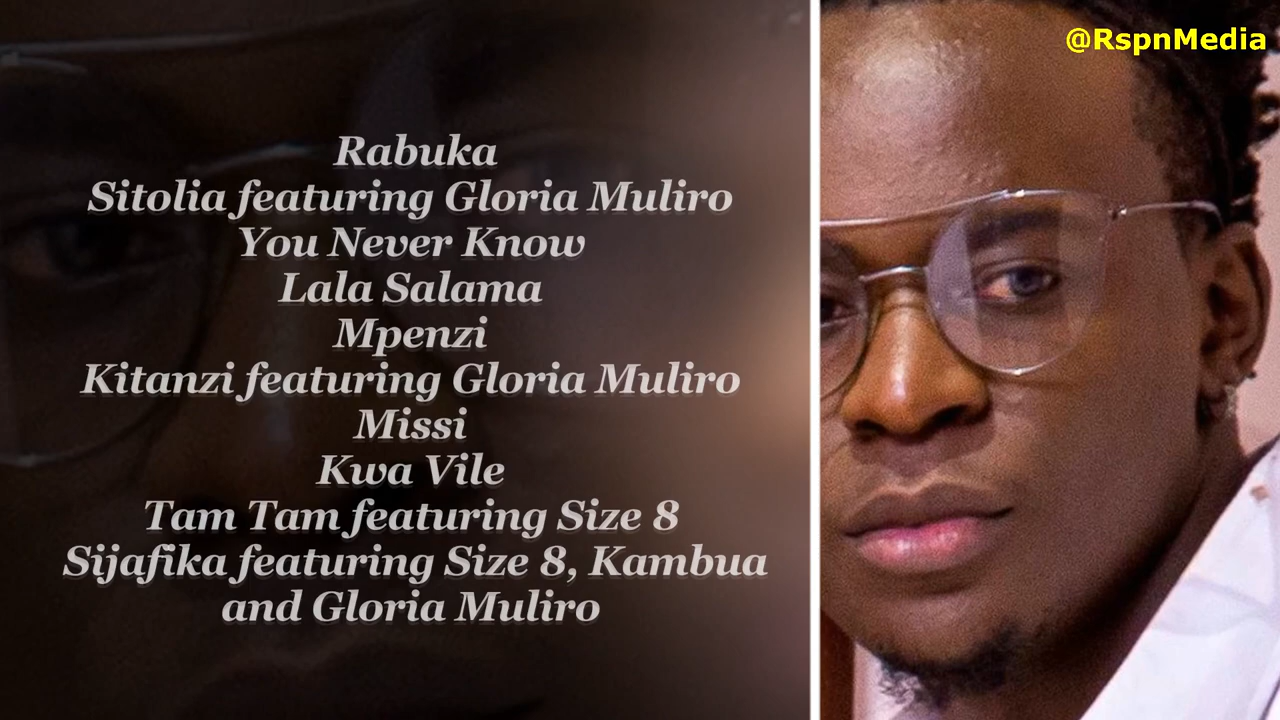 @RspnMedia
Rabuka
Sitolia featuring Gloria Muliro
You Never Know
Lala Salama
Mpenzi
Kitanzi featuring Gloria Muliro
Missi
Kwa Vile
Tam Tam featuring Size 8
Sijafika featuring Size 8, Kambua
and Gloria Muliro